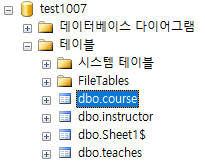 test1007
데이터베이스 다이어그램
테이블
시스템 테이블
FileTables
dbo.course
dbo.instructor
dbo.Sheet1$
dbo.teaches